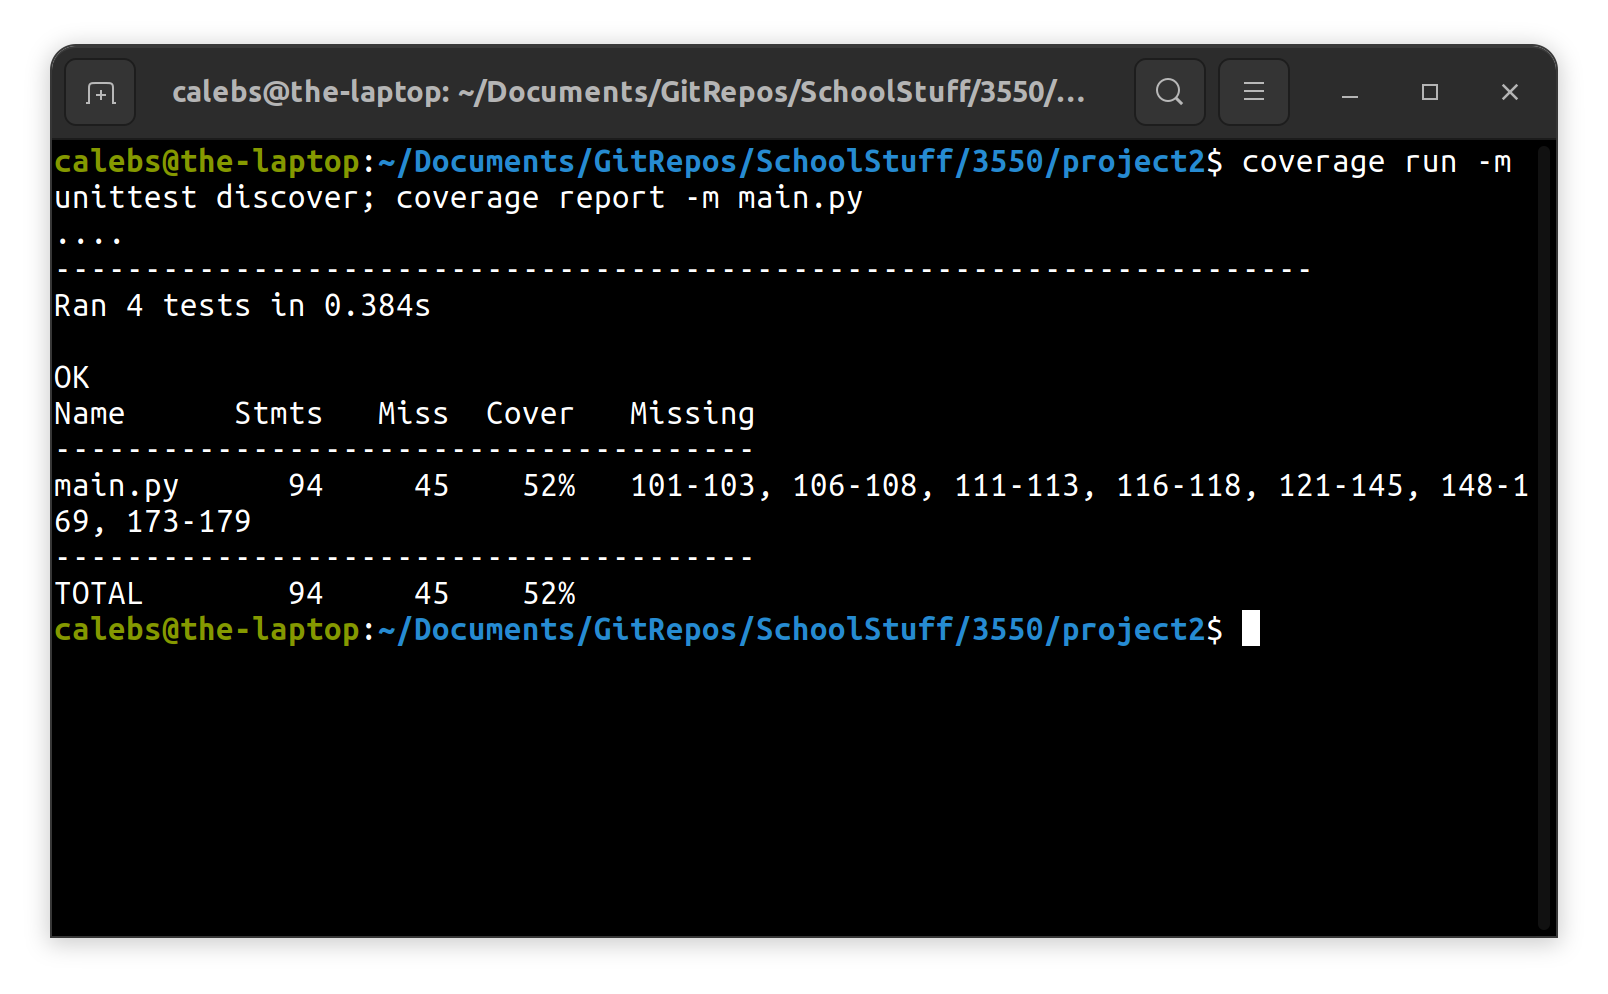 calebs@the-laptop: ~/Documents/GitRepos/SchoolStuff/3550/...
calebs@the-laptop:~/Documents/GitRepos/SchoolStuff/3550/project2$ coverage run -m
unittest discover; coverage report -m main.py
....
----------------------------------------------------------------------
Ran 4 tests in 0.384s
OK
Name      Stmts   Miss  Cover   Missing
---------------------------------------
main.py      94     45    52%   101-103, 106-108, 111-113, 116-118, 121-145, 148-1
69, 173-179
---------------------------------------
TOTAL        94     45    52%
calebs@the-laptop:~/Documents/GitRepos/SchoolStuff/3550/project2$